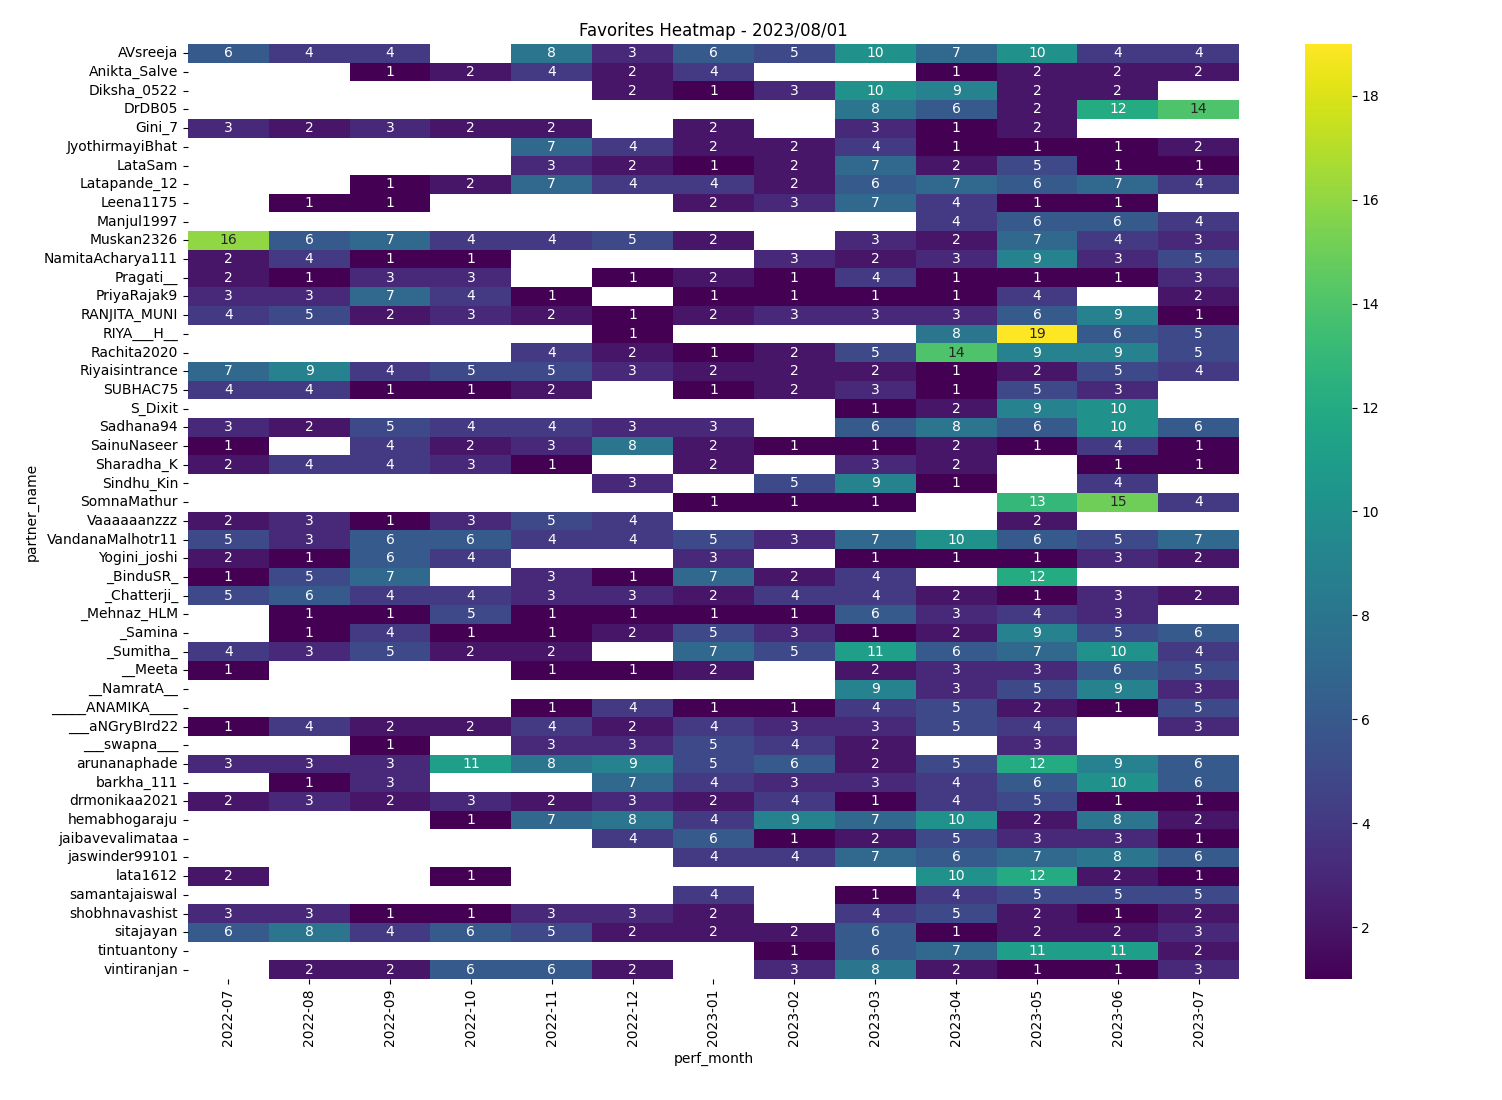 Favorites Heatmap - 2023/08/01
partner_name
AVsreeja 6 4 4 8 3 6 5 10 7 10 4 4
Anikta_Salve 1 2 4 2 4 1 2 2 2
Diksha_0522 2 1 3 10 9 2 2
DrDB05 8 6 2 12 14
Gini_7 3 2 3 2 2 2 3 1 2
JyothirmayiBhat 7 4 2 2 4 1 1 1 2
LataSam 3 2 1 2 7 2 5 1 1
Latapande_12 1 2 7 4 4 2 6 7 6 7 4
Leena1175 1 1 2 3 7 4 1 1
Manjul1997 4 6 6 4
Muskan2326 16 6 7 4 4 5 2 3 2 7 4 3
NamitaAcharya111 2 4 1 1 3 2 3 9 3 5
Pragati__ 2 1 3 3 1 2 1 4 1 1 1 3
PriyaRajak9 3 3 7 4 1 1 1 1 1 4 2
RANJITA_MUNI 4 5 2 3 2 1 2 3 3 3 6 9 1
RIYA___H__ 1 8 19 6 5
Rachita2020 4 2 1 2 5 14 9 9 5
Riyaisintrance 7 9 4 5 5 3 2 2 2 1 2 5 4
SUBHAC75 4 4 1 1 2 1 2 3 1 5 3
S_Dixit 1 2 9 10
Sadhana94 3 2 5 4 4 3 3 6 8 6 10 6
SainuNaseer 1 4 2 3 8 2 1 1 2 1 4 1
Sharadha_K 2 4 4 3 1 2 3 2 1 1
Sindhu_Kin 3 5 9 1 4
SomnaMathur 1 1 1 13 15 4
Vaaaaaanzzz 2 3 1 3 5 4 2
VandanaMalhotr11 5 3 6 6 4 4 5 3 7 10 6 5 7
Yogini_joshi 2 1 6 4 3 1 1 1 3 2
_BinduSR_ 1 5 7 3 1 7 2 4 12
_Chatterji_ 5 6 4 4 3 3 2 4 4 2 1 3 2
_Mehnaz_HLM 1 1 5 1 1 1 1 6 3 4 3
_Samina 1 4 1 1 2 5 3 1 2 9 5 6
_Sumitha_ 4 3 5 2 2 7 5 11 6 7 10 4
__Meeta 1 1 1 2 2 3 3 6 5
__NamratA__ 9 3 5 9 3
_____ANAMIKA____ 1 4 1 1 4 5 2 1 5
___aNGryBIrd22 1 4 2 2 4 2 4 3 3 5 4 3
___swapna___ 1 3 3 5 4 2 3
arunanaphade 3 3 3 11 8 9 5 6 2 5 12 9 6
barkha_111 1 3 7 4 3 3 4 6 10 6
drmonikaa2021 2 3 2 3 2 3 2 4 1 4 5 1 1
hemabhogaraju 1 7 8 4 9 7 10 2 8 2
jaibavevalimataa 4 6 1 2 5 3 3 1
jaswinder99101 4 4 7 6 7 8 6
lata1612 2 1 10 12 2 1
samantajaiswal 4 1 4 5 5 5
shobhnavashist 3 3 1 1 3 3 2 4 5 2 1 2
sitajayan 6 8 4 6 5 2 2 2 6 1 2 2 3
tintuantony 1 6 7 11 11 2
vintiranjan 2 2 6 6 2 3 8 2 1 1 3
2022-07 2022-08 2022-09 2022-10 2022-11 2022-12 2023-01 2023-02 2023-03 2023-04 2023-05 2023-06 2023-07
perf_month
18
16
14
12
10
8
6
4
2